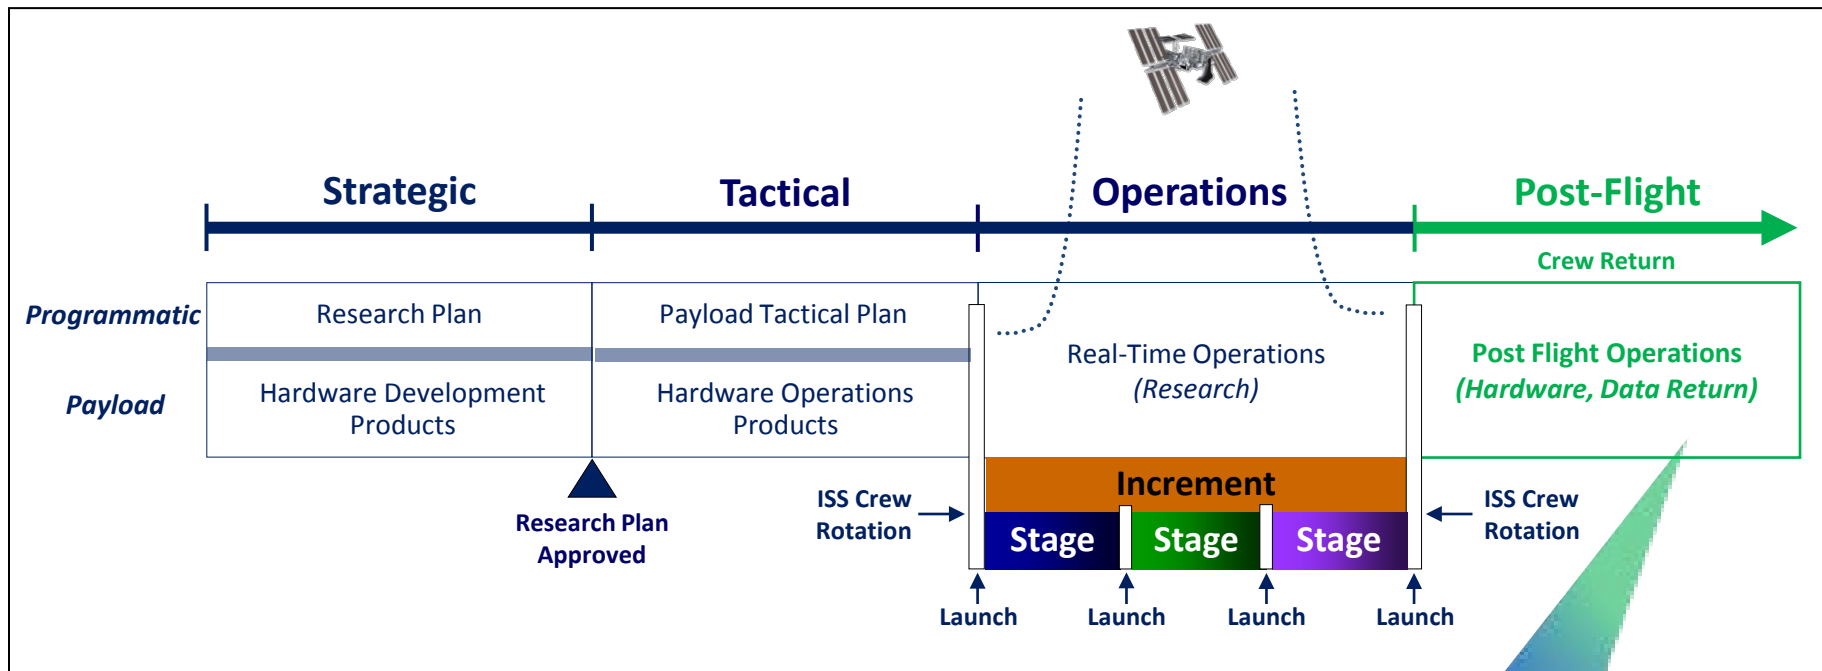 Strategic
Tactical
Operations
Post-Flight
Crew Return
Programmatic
Research Plan
Payload Tactical Plan
Payload
Hardware Development
Products
Hardware Operations
Products
Real-Time Operations
(Research)
Post Flight Operations
(Hardware, Data Return)
Research Plan
Approved
ISS Crew
Rotation
Increment
Stage
Stage
Stage
ISS Crew
Rotation
Launch
Launch
Launch
Launch